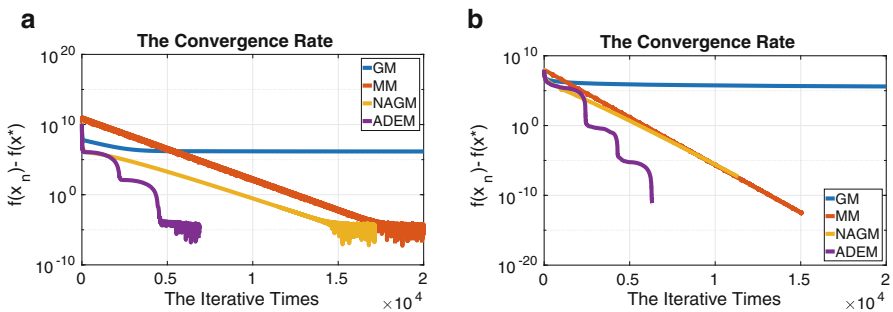 a
The Convergence Rate
f(x_n)- f(x*)
10^20
10^10
10^0
10^-10
GM
MM
NAGM
ADEM
0 0.5 1 1.5 2
The Iterative Times
×10^4
b
The Convergence Rate
f(x_n)- f(x*)
10^10
10^0
10^-10
10^-20
GM
MM
NAGM
ADEM
0 0.5 1 1.5 2
The Iterative Times
×10^4